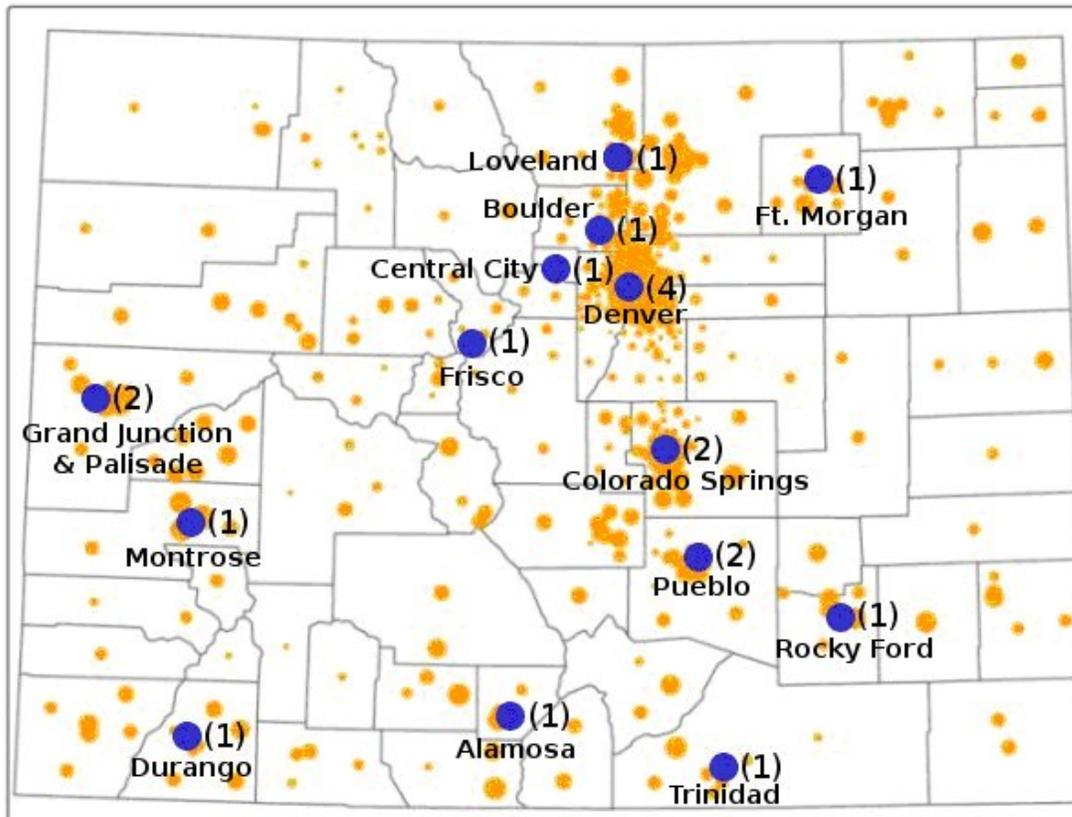 Loveland (1)
(1)
Ft. Morgan
Boulder
(1)
Central City (1)
(4)
Denver
(1)
Frisco
(2)
Grand Junction
& Palisade
(2)
Colorado Springs
(1)
Montrose
(2)
Pueblo
(1)
Rocky Ford
(1)
Alamosa
(1)
Durango
(1)
Trinidad